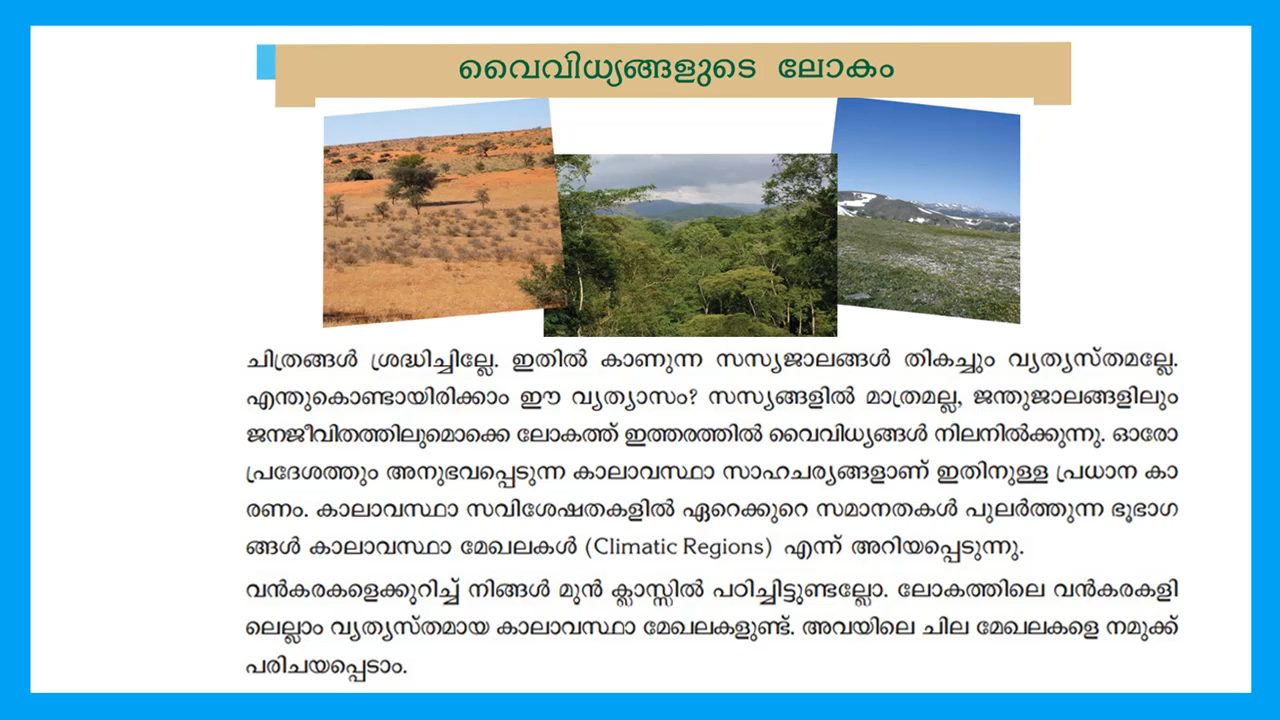 വൈവിധ്യങ്ങളുടെ ലോകം
ചിത്രങ്ങൾ ശ്രദ്ധിച്ചില്ലേ. ഇതിൽ കാണുന്ന സസ്യജാലങ്ങൾ തികച്ചും വ്യത്യസ്തമല്ലേ.
എന്തുകൊണ്ടായിരിക്കാം ഈ വ്യത്യാസം? സസ്യങ്ങളിൽ മാത്രമല്ല, ജന്തുജാലങ്ങളിലും
ജനജീവിതത്തിലുമൊക്കെ ലോകത്ത് ഇത്തരത്തിൽ വൈവിധ്യങ്ങൾ നിലനിൽക്കുന്നു. ഓരോ
പ്രദേശത്തും അനുഭവപ്പെടുന്ന കാലാവസ്ഥാ സാഹചര്യങ്ങളാണ് ഇതിനുള്ള പ്രധാന കാ
രണം. കാലാവസ്ഥാ സവിശേഷതകളിൽ ഏറെക്കുറെ സമാനതകൾ പുലർത്തുന്ന ഭൂഭാഗ
ങ്ങൾ കാലാവസ്ഥാ മേഖലകൾ (Climatic Regions) എന്ന് അറിയപ്പെടുന്നു.
വൻകരകളെക്കുറിച്ച് നിങ്ങൾ മുൻ ക്ലാസ്സിൽ പഠിച്ചിട്ടുണ്ടല്ലോ. ലോകത്തിലെ വൻകരകളി
ലെല്ലാം വ്യത്യസ്തമായ കാലാവസ്ഥാ മേഖലകളുണ്ട്. അവയിലെ ചില മേഖലകളെ നമുക്ക്
പരിചയപ്പെടാം.